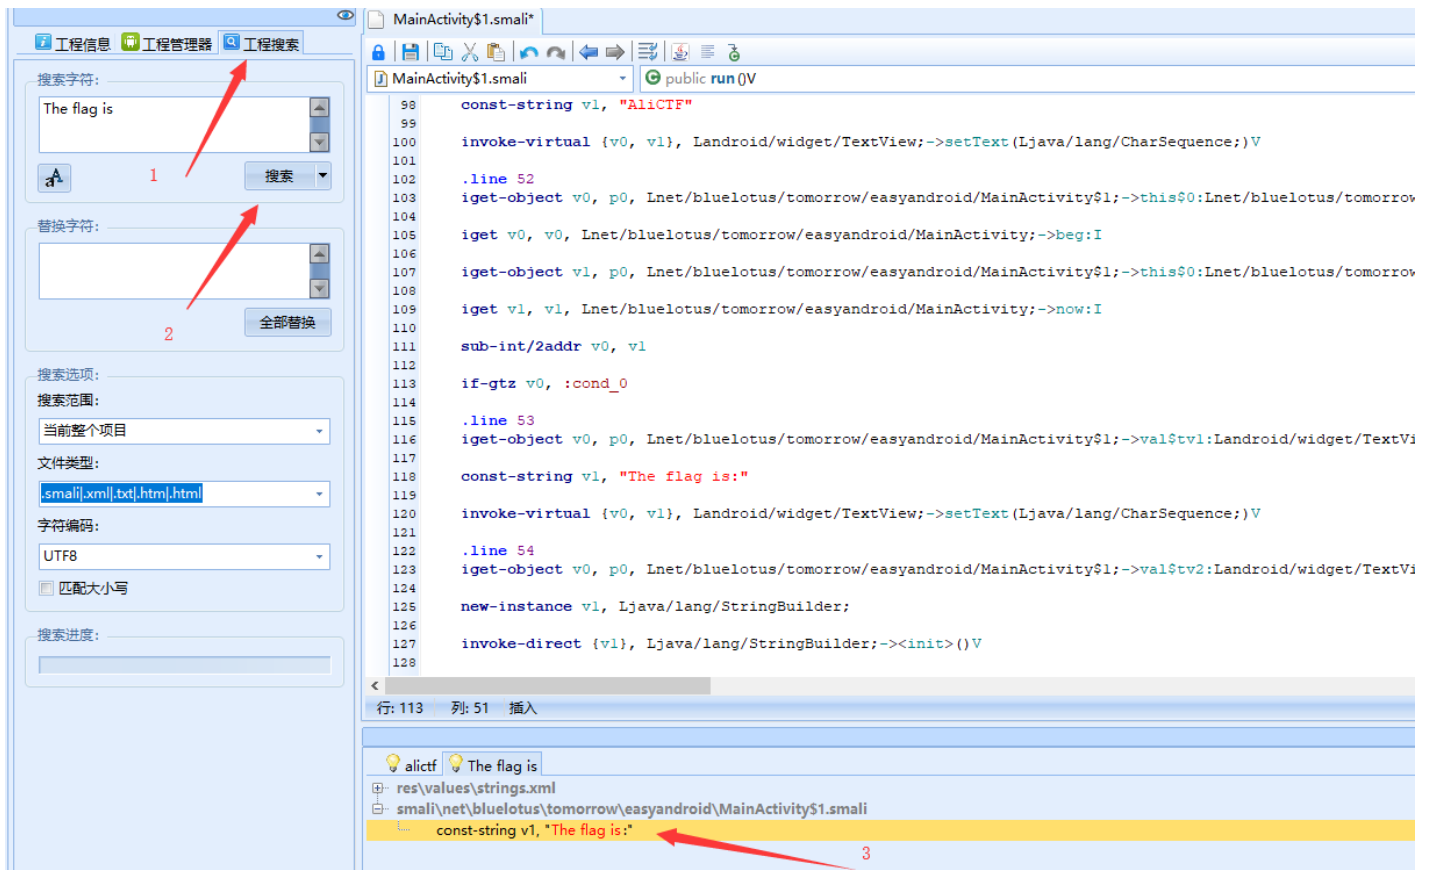 工程信息 工程管理器 工程搜索
搜索字符:
The flag is
aA
1
搜索
替换字符:
2
全部替换
搜索选项:
搜索范围:
当前整个项目
文件类型:
.smali|.xml|.txt|.htm|.html
字符编码:
UTF8
匹配大小写
搜索进度:
MainActivity$1.smali*
MainActivity$1.smali
public run()V
98 const-string v1, "AliCTF"
99
100 invoke-virtual {v0, v1}, Landroid/widget/TextView;->setText(Ljava/lang/CharSequence;)V
101
102 .line 52
103 iget-object v0, p0, Lnet/bluelotus/tomorrow/easyandroid/MainActivity$1;->this$0:Lnet/bluelotus/tomorrow
104
105 iget v0, v0, Lnet/bluelotus/tomorrow/easyandroid/MainActivity;->beg:I
106
107 iget-object v1, p0, Lnet/bluelotus/tomorrow/easyandroid/MainActivity$1;->this$0:Lnet/bluelotus/tomorrow
108
109 iget v1, v1, Lnet/bluelotus/tomorrow/easyandroid/MainActivity;->now:I
110
111 sub-int/2addr v0, v1
112
113 if-gtz v0, :cond_0
114
115 .line 53
116 iget-object v0, p0, Lnet/bluelotus/tomorrow/easyandroid/MainActivity$1;->val$tv1:Landroid/widget/TextVi
117
118 const-string v1, "The flag is:"
119
120 invoke-virtual {v0, v1}, Landroid/widget/TextView;->setText(Ljava/lang/CharSequence;)V
121
122 .line 54
123 iget-object v0, p0, Lnet/bluelotus/tomorrow/easyandroid/MainActivity$1;->val$tv2:Landroid/widget/TextVi
124
125 new-instance v1, Ljava/lang/StringBuilder;
126
127 invoke-direct {v1}, Ljava/lang/StringBuilder;-><init>()V
128
行: 113 列: 51 插入
alictf The flag is
res\values\strings.xml
smali\net\bluelotus\tomorrow\easyandroid\MainActivity$1.smali
const-string v1, "The flag is:"
3